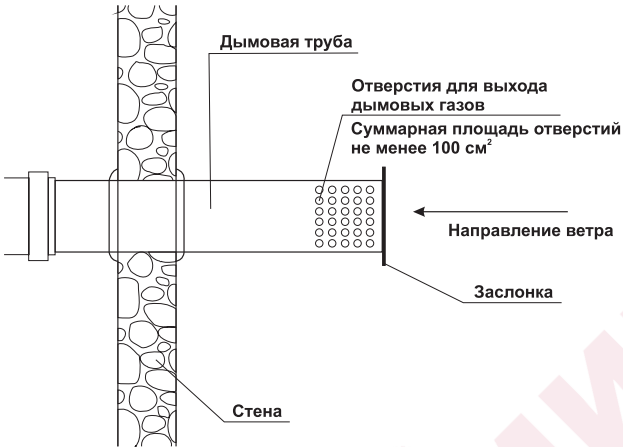 Дымовая труба
Отверстия для выхода
дымовых газов
Суммарная площадь отверстий
не менее 100 см²
Направление ветра
Заслонка
Стена